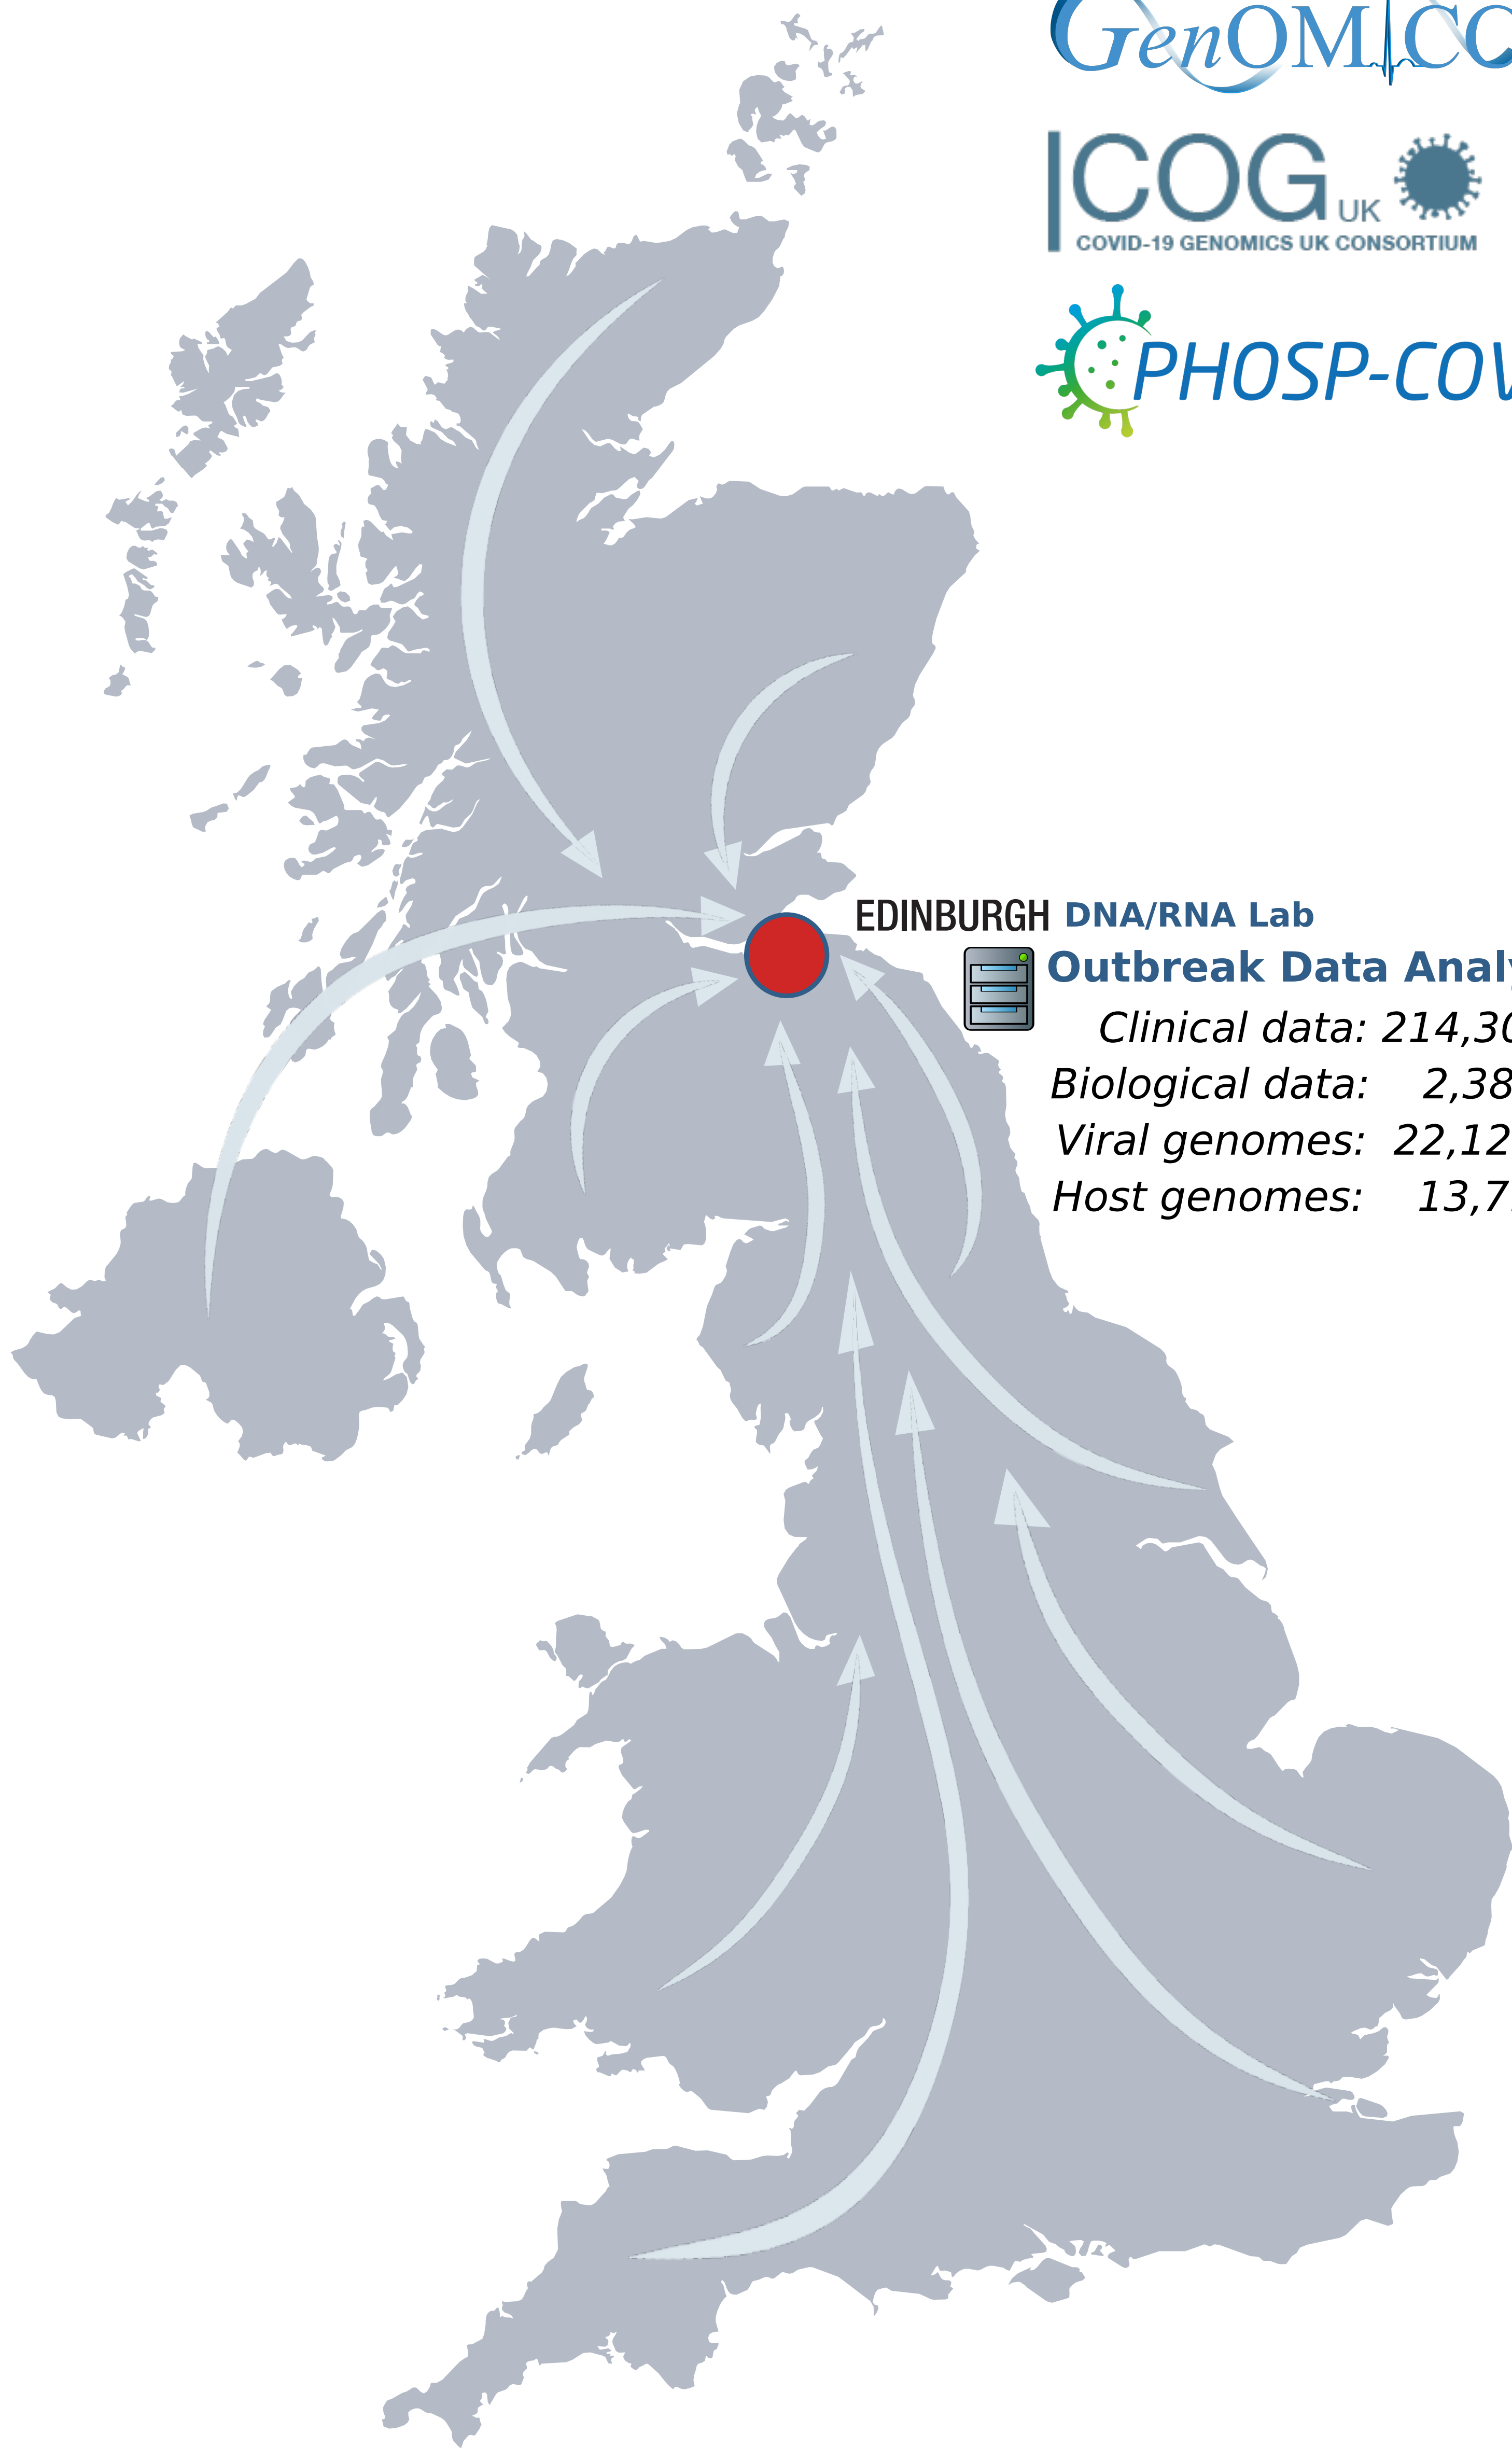 GenOMICC
COG UK
COVID-19 GENOMICS UK CONSORTIUM
PHOSP-COV
EDINBURGH DNA/RNA Lab
Outbreak Data Analy
Clinical data: 214,30
Biological data: 2,38
Viral genomes: 22,12
Host genomes: 13,7